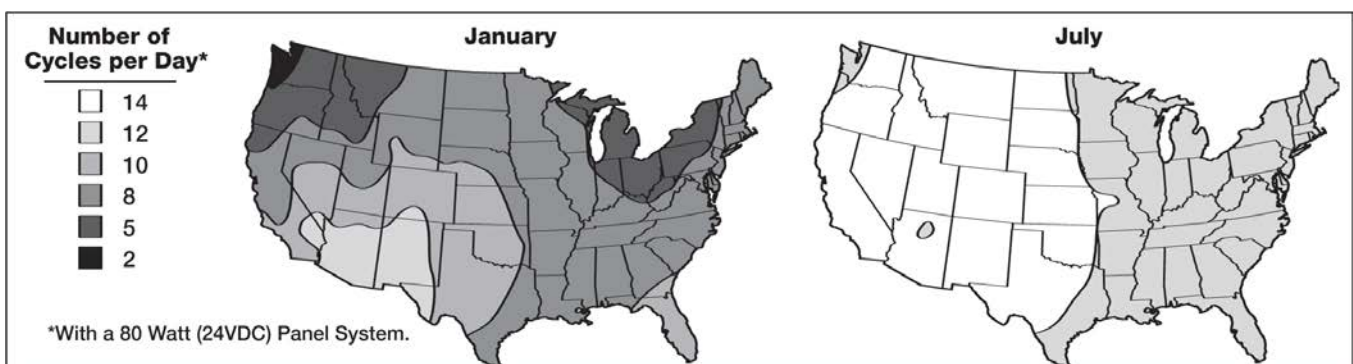 Number of
Cycles per Day*
14
12
10
8
5
2
January
July
*With a 80 Watt (24VDC) Panel System.